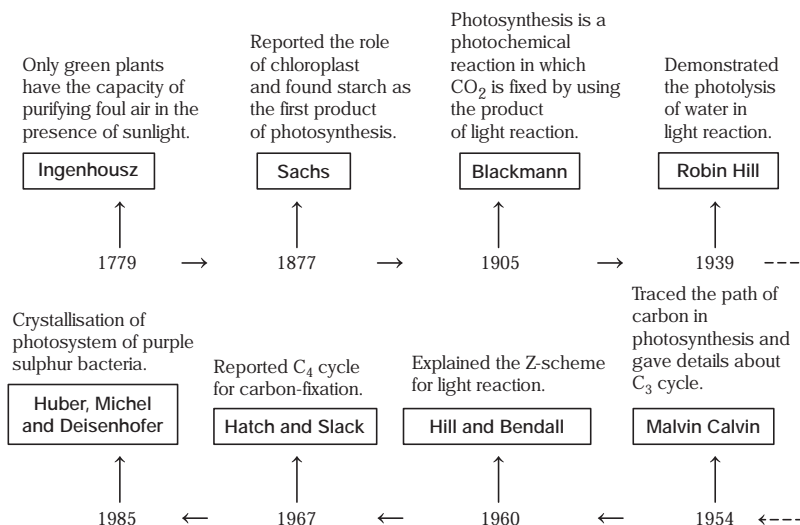 Only green plants
have the capacity of
purifying foul air in the
presence of sunlight.
Ingenhousz
1779
Reported the role
of chloroplast
and found starch as
the first product
of photosynthesis.
Sachs
1877
Photosynthesis is a
photochemical
reaction in which
CO₂ is fixed by using
the product
of light reaction.
Blackmann
1905
Demonstrated
the photolysis
of water in
light reaction.
Robin Hill
1939
Traced the path of
carbon in
photosynthesis and
gave details about
C₃ cycle.
Malvin Calvin
1954
Explained the Z-scheme
for light reaction.
Hill and Bendall
1960
Reported C₄ cycle
for carbon-fixation.
Hatch and Slack
1967
Crystallisation of
photosystem of purple
sulphur bacteria.
Huber, Michel
and Deisenhofer
1985